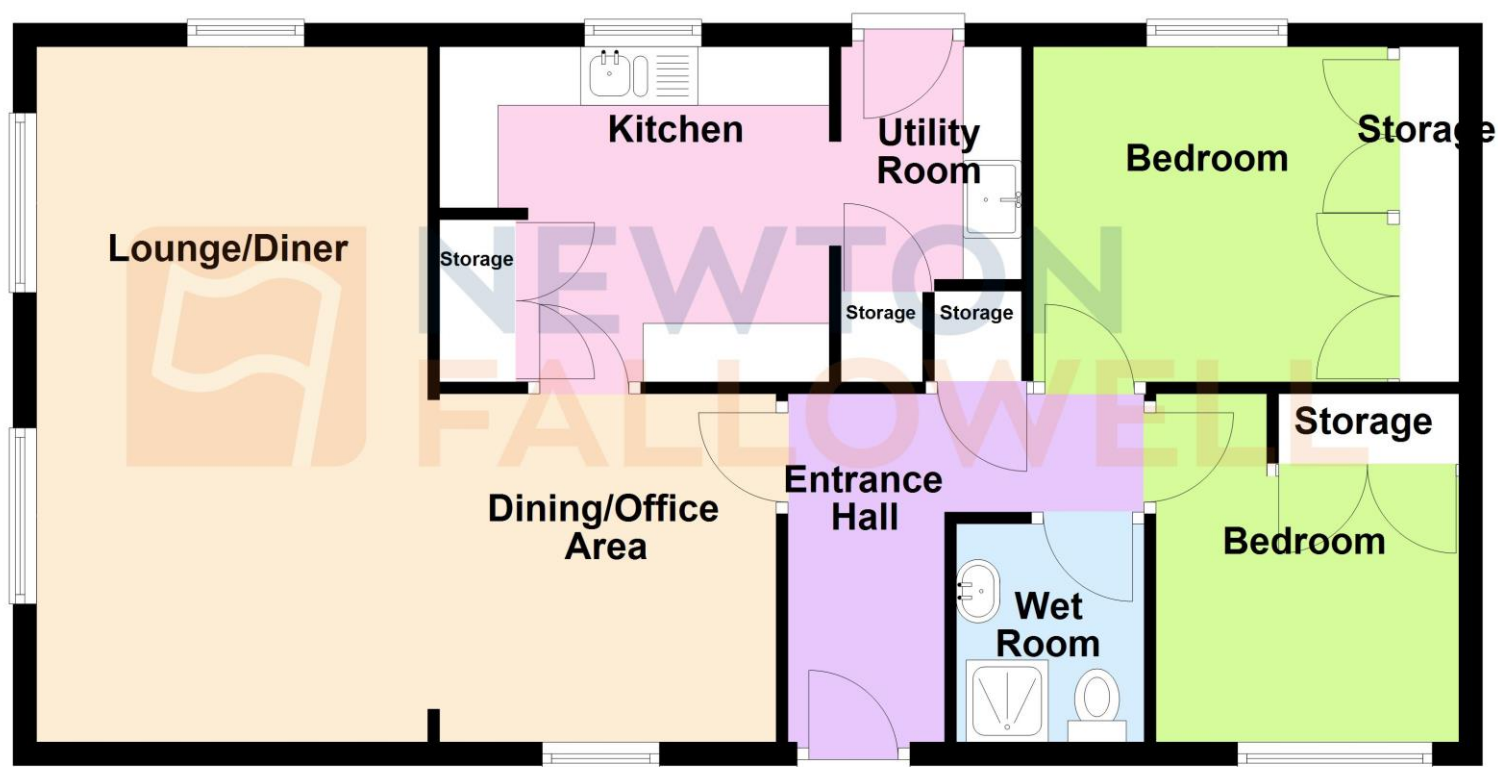 Kitchen
Utility
Room
Storage
Bedroom
Lounge/Diner
Storage
NEWTON
FALLOWELL
Storage
Storage
Storage
Entrance
Hall
Dining/Office
Area
Bedroom
Wet
Room